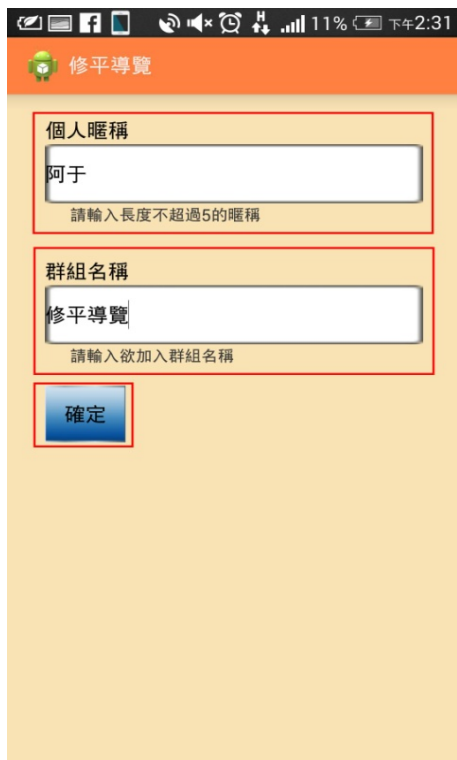 11% 下午2:31
修平導覽
個人暱稱
阿于
請輸入長度不超過5的暱稱
群組名稱
修平導覽
請輸入欲加入群組名稱
確定